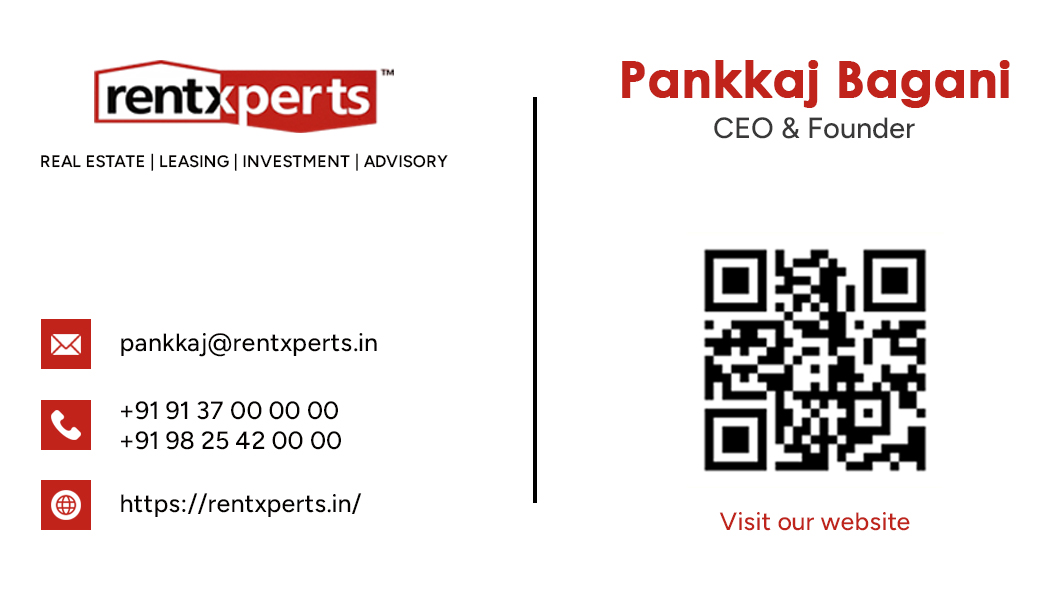 rentxperts™
REAL ESTATE | LEASING | INVESTMENT | ADVISORY
pankkaj@rentxperts.in
+91 91 37 00 00 00
+91 98 25 42 00 00
https://rentxperts.in/
Pankkaj Bagani
CEO & Founder
Visit our website